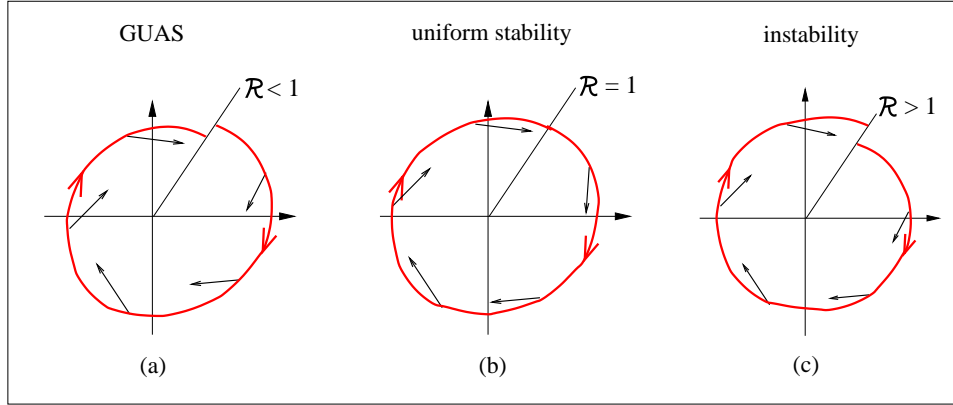 GUAS
uniform stability
instability
ℛ < 1
ℛ = 1
ℛ > 1
(a)
(b)
(c)